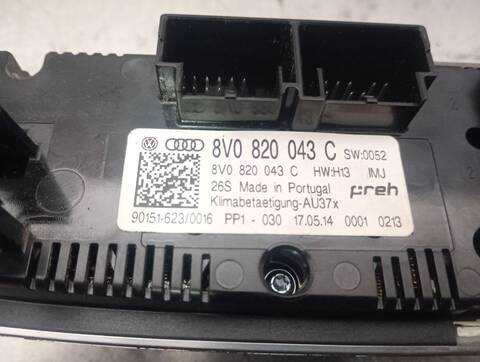 8V0 820 043 C SW:0052
8V0 820 043 C HW:H13 IMJ
26S Made in Portugal preh
Klimabetaetigung-AU37x
90151-623/0016 PP1-030 17.05.14 0001 0213